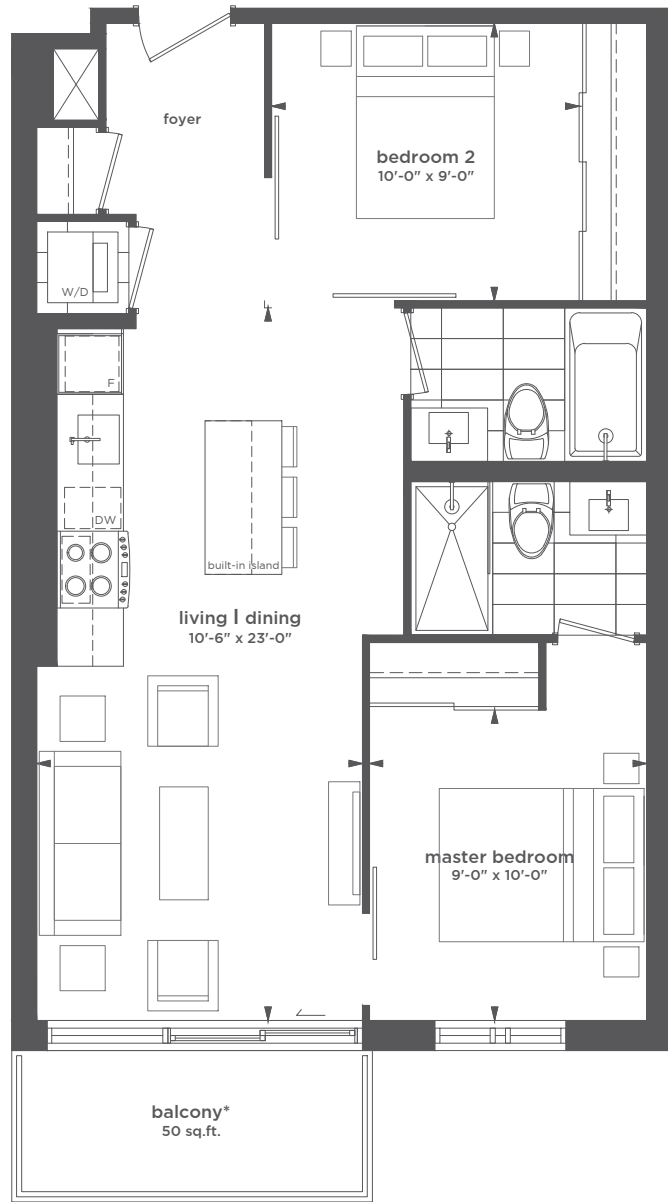 foyer
bedroom 2
10'-0" x 9'-0"
W/D
F
DW
built-in island
living | dining
10'-6" x 23'-0"
master bedroom
9'-0" x 10'-0"
balcony*
50 sq.ft.